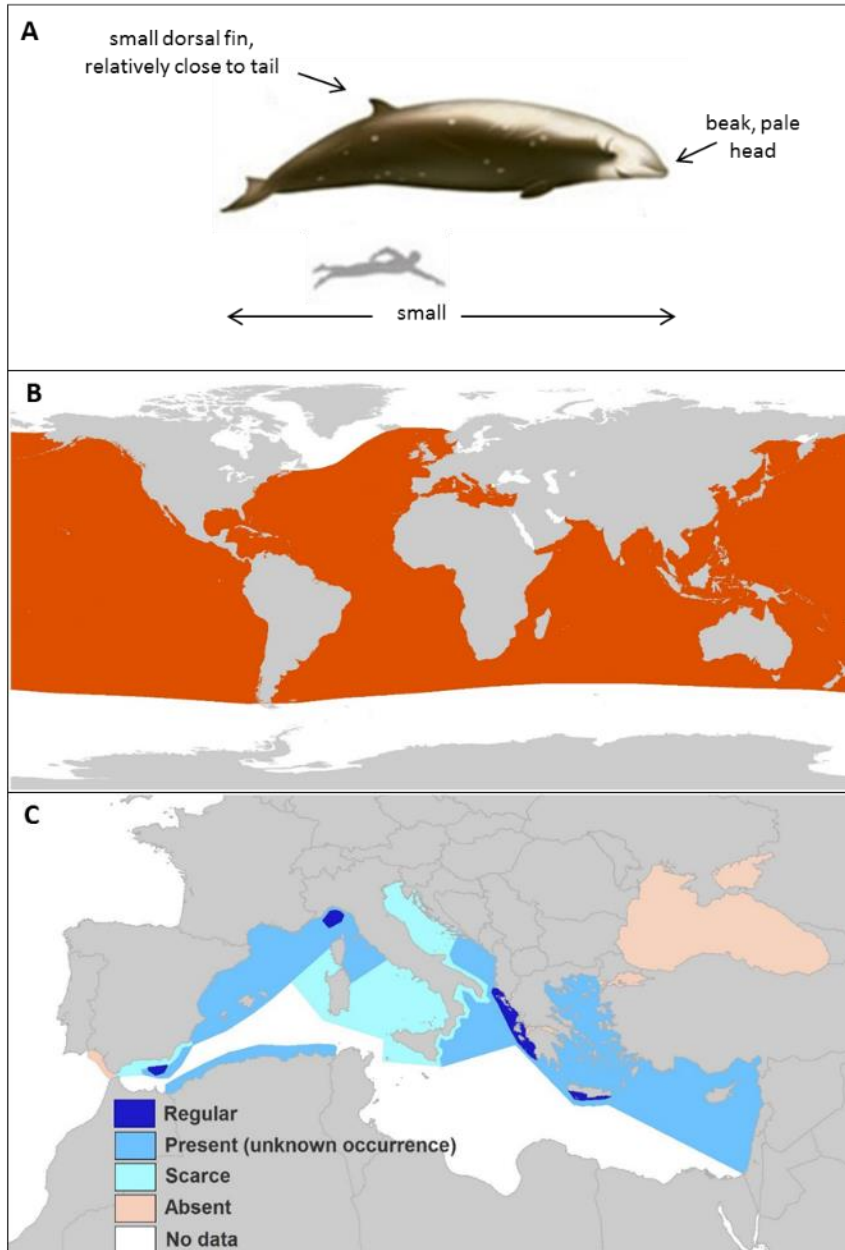 A
small dorsal fin,
relatively close to tail
beak, pale
head
small
B
C
Regular
Present (unknown occurrence)
Scarce
Absent
No data